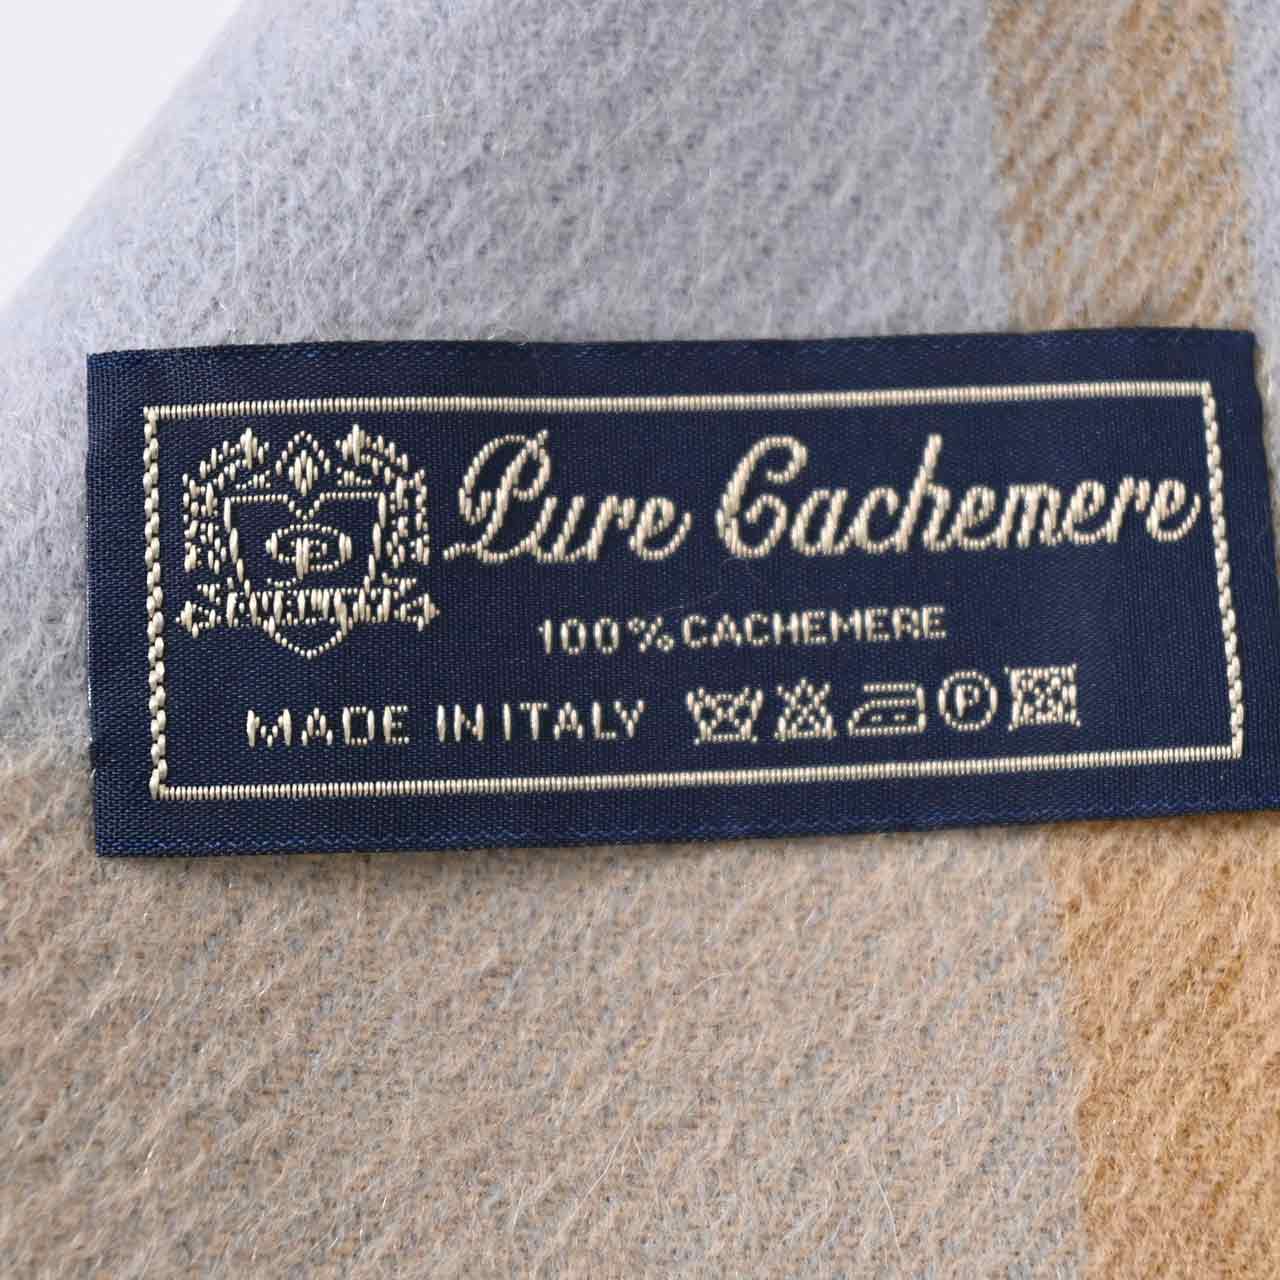 Pure Cachemere
100% CACHEMERE
MADE IN ITALY
P